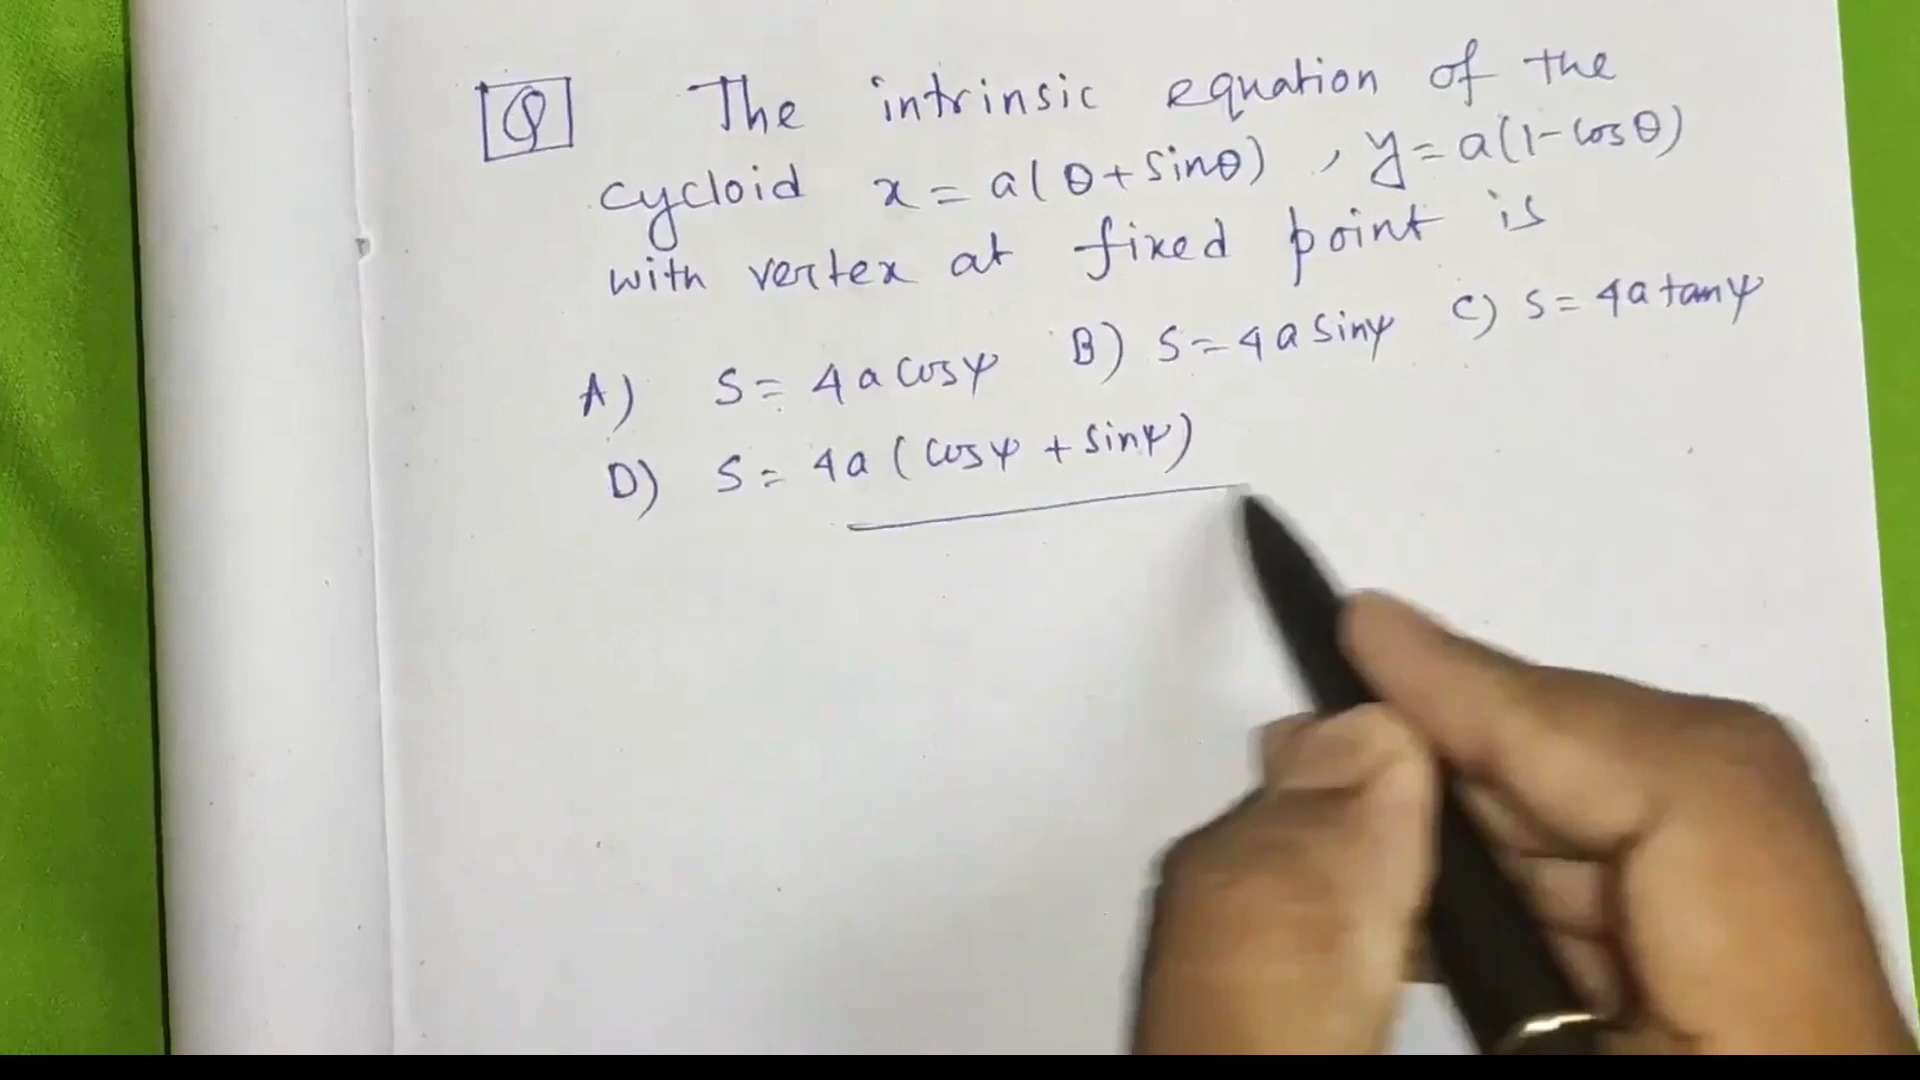 Q The intrinsic equation of the
cycloid x = a(θ + sinθ) , y = a(1 - cosθ)
with vertex at fixed point is
A) S = 4a cosψ B) S = 4a sinψ C) S = 4a tanψ
D) S = 4a (cosψ + sinψ)